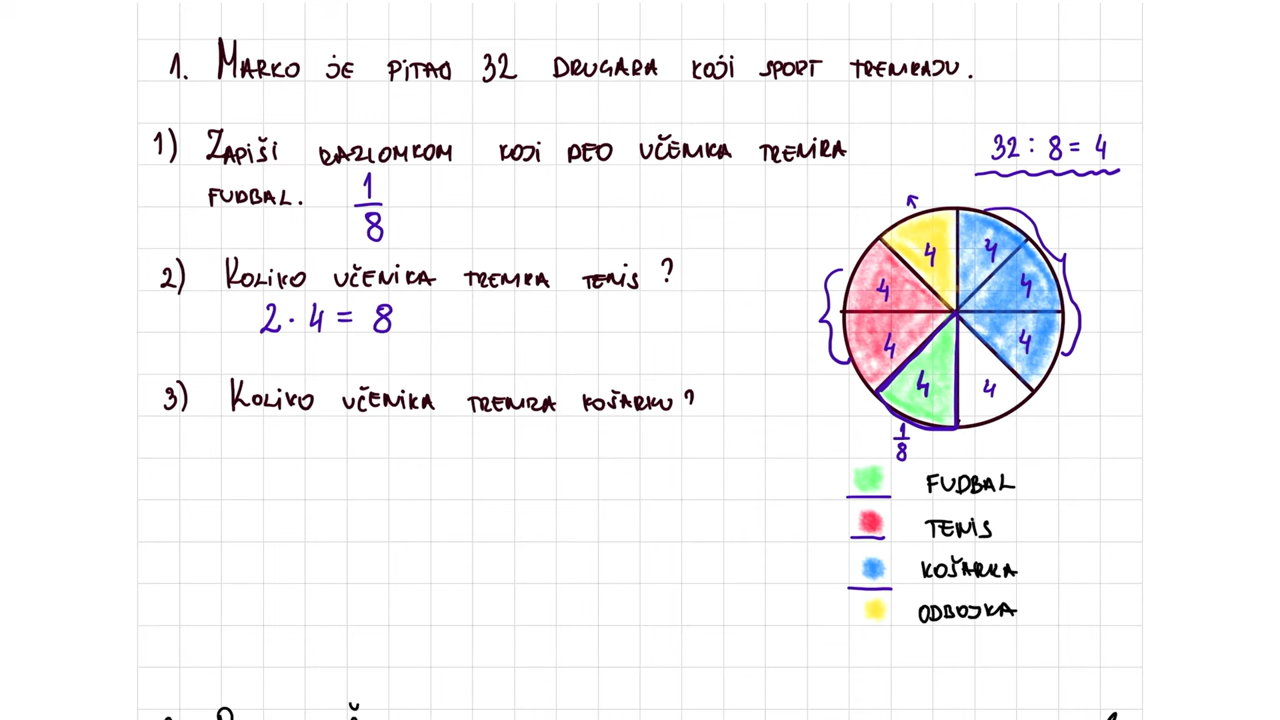 1. MARKO JE PITAO 32 DRUGARA KOJI SPORT TRENIRAJU.
1) ZAPIŠI RAZLOMKOM KOJI DEO UČENIKA TRENIRA
FUDBAL. 1/8
32 : 8 = 4
2) KOLIKO UČENIKA TRENIRA TENIS?
2 · 4 = 8
3) KOLIKO UČENIKA TRENIRA KOŠARKU?
4 4
4 4
4 4
4 4
1/8
FUDBAL
TENIS
KOŠARKA
ODBOJKA